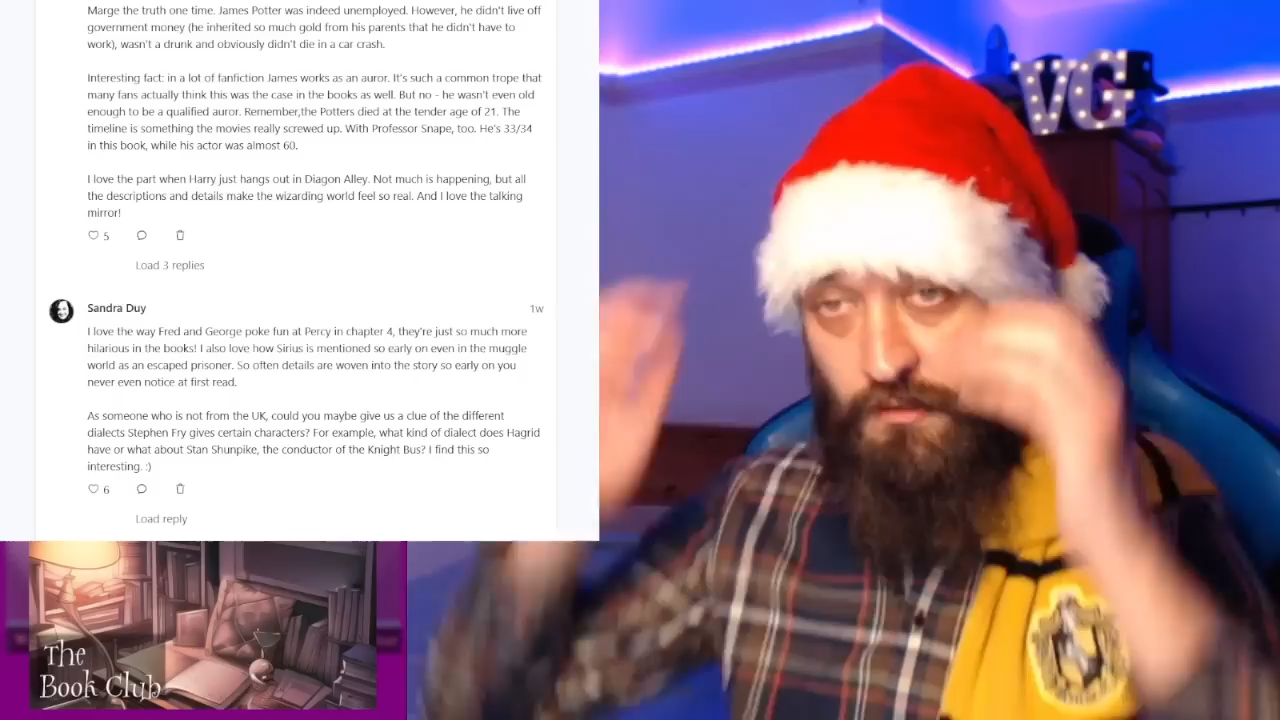 Marge the truth one time. James Potter was indeed unemployed. However, he didn't live off
government money (he inherited so much gold from his parents that he didn't have to
work), wasn't a drunk and obviously didn't die in a car crash.
Interesting fact: in a lot of fanfiction James works as an auror. It's such a common trope that
many fans actually think this was the case in the books as well. But no - he wasn't even old
enough to be a qualified auror. Remember,the Potters died at the tender age of 21. The
timeline is something the movies really screwed up. With Professor Snape, too. He's 33/34
in this book, while his actor was almost 60.
I love the part when Harry just hangs out in Diagon Alley. Not much is happening, but all
the descriptions and details make the wizarding world feel so real. And I love the talking
mirror!
5
Load 3 replies
Sandra Duy 1w
I love the way Fred and George poke fun at Percy in chapter 4, they're just so much more
hilarious in the books! I also love how Sirius is mentioned so early on even in the muggle
world as an escaped prisoner. So often details are woven into the story so early on you
never even notice at first read.
As someone who is not from the UK, could you maybe give us a clue of the different
dialects Stephen Fry gives certain characters? For example, what kind of dialect does Hagrid
have or what about Stan Shunpike, the conductor of the Knight Bus? I find this so
interesting. :)
6
Load reply
The
Book Club
VG